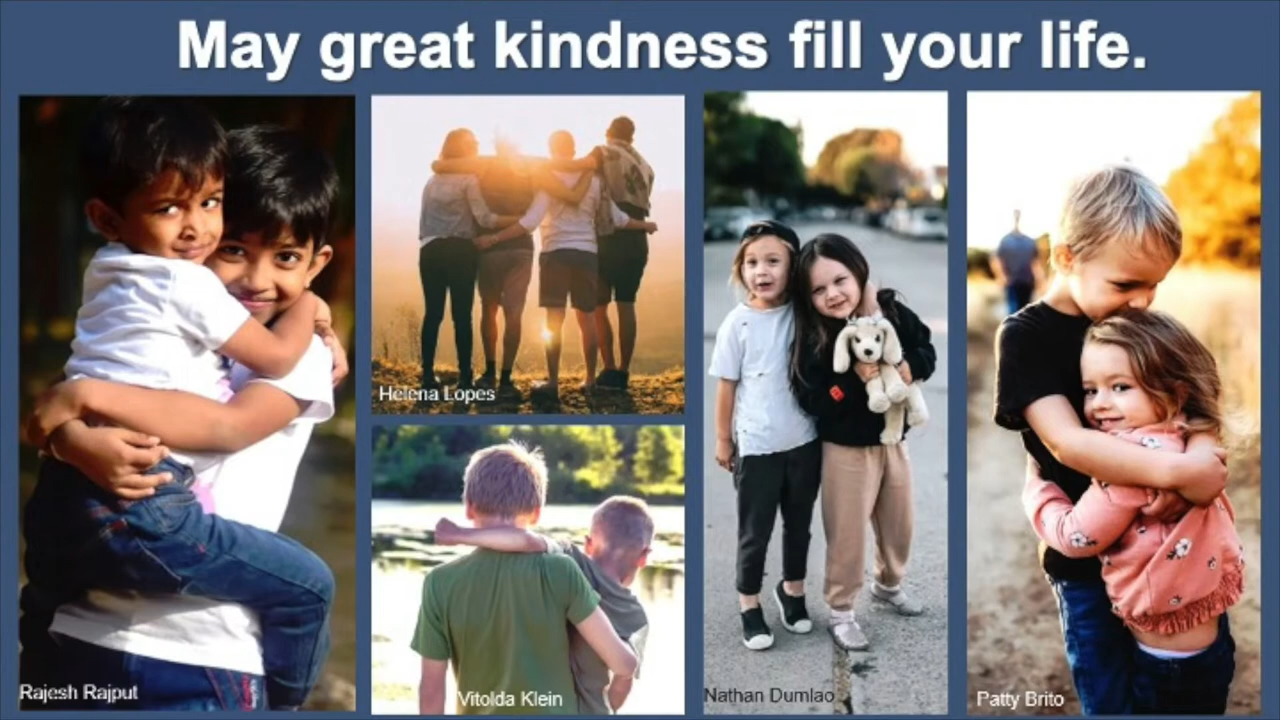 May great kindness fill your life.
Helena Lopes
Rajesh Rajput
Vitolda Klein
Nathan Dumlao
Patty Brito